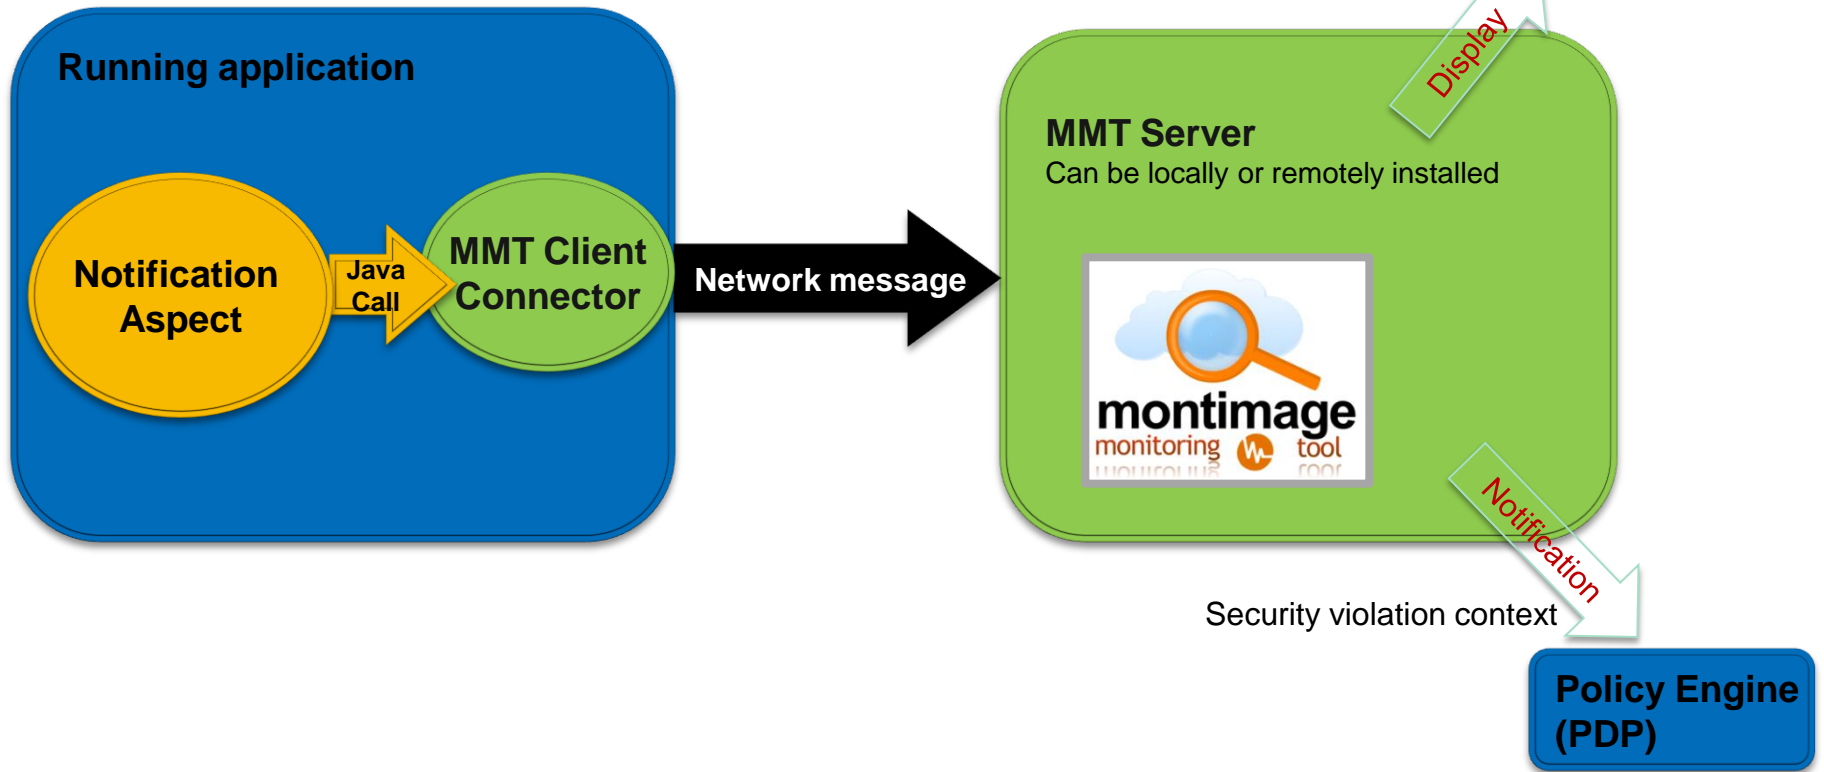 Display
Running application
MMT Server
Can be locally or remotely installed
Notification
Aspect
Java
Call
MMT Client
Connector
Network message
montimage
monitoring tool
Notification
Security violation context
Policy Engine
(PDP)